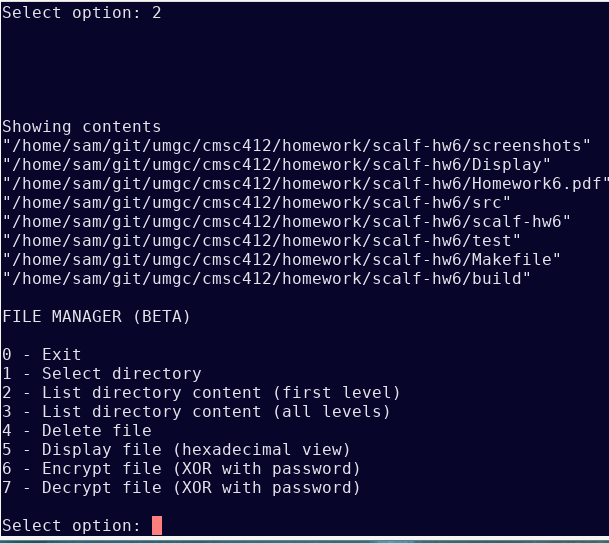 Select option: 2
Showing contents
"/home/sam/git/umgc/cmsc412/homework/scalf-hw6/screenshots"
"/home/sam/git/umgc/cmsc412/homework/scalf-hw6/Display"
"/home/sam/git/umgc/cmsc412/homework/scalf-hw6/Homework6.pdf"
"/home/sam/git/umgc/cmsc412/homework/scalf-hw6/src"
"/home/sam/git/umgc/cmsc412/homework/scalf-hw6/scalf-hw6"
"/home/sam/git/umgc/cmsc412/homework/scalf-hw6/test"
"/home/sam/git/umgc/cmsc412/homework/scalf-hw6/Makefile"
"/home/sam/git/umgc/cmsc412/homework/scalf-hw6/build"
FILE MANAGER (BETA)
0 - Exit
1 - Select directory
2 - List directory content (first level)
3 - List directory content (all levels)
4 - Delete file
5 - Display file (hexadecimal view)
6 - Encrypt file (XOR with password)
7 - Decrypt file (XOR with password)
Select option: